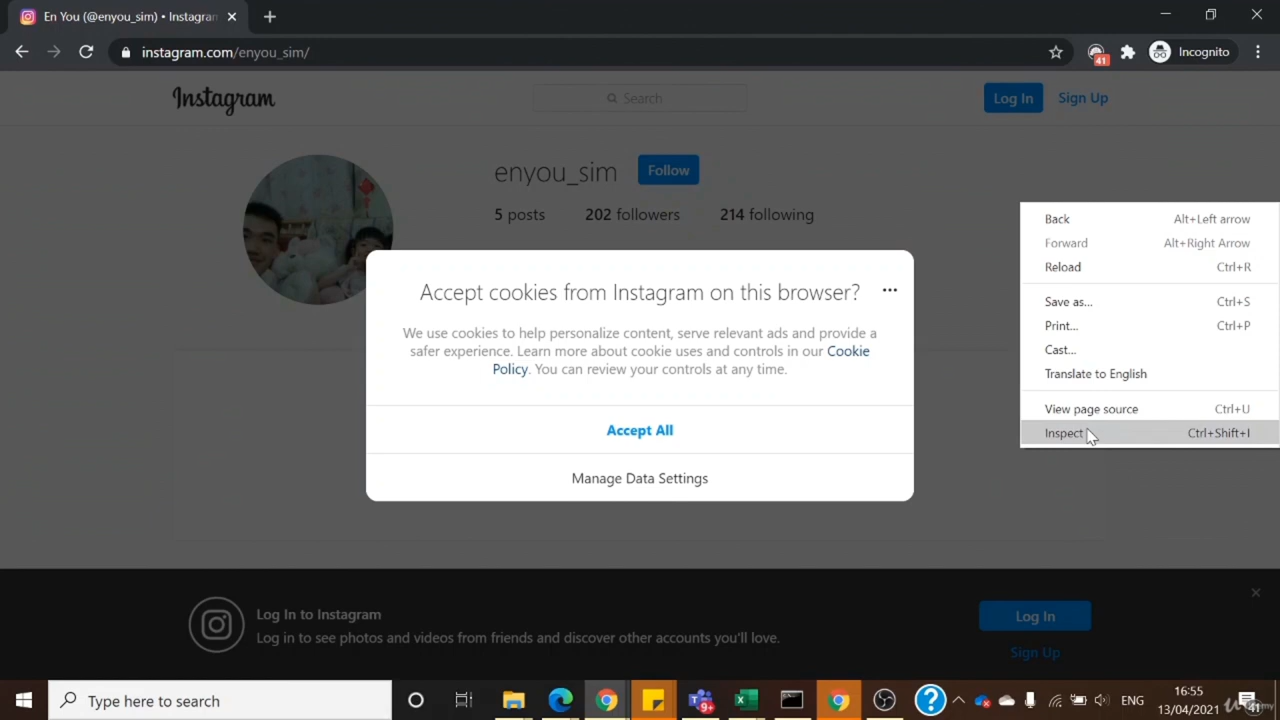 En You (@enyou_sim) • Instagran
instagram.com/enyou_sim/
41
Incognito
Instagram
Search
Log In
Sign Up
enyou_sim
Follow
5 posts
202 followers
214 following
Back Alt+Left arrow
Forward Alt+Right Arrow
Reload Ctrl+R
Save as... Ctrl+S
Print... Ctrl+P
Cast...
Translate to English
View page source Ctrl+U
Inspect Ctrl+Shift+I
Accept cookies from Instagram on this browser?
We use cookies to help personalize content, serve relevant ads and provide a
safer experience. Learn more about cookie uses and controls in our Cookie
Policy. You can review your controls at any time.
Accept All
Manage Data Settings
Log In to Instagram
Log in to see photos and videos from friends and discover other accounts you'll love.
Log In
Sign Up
Type here to search
9+
ENG
16:55
13/04/2021
41